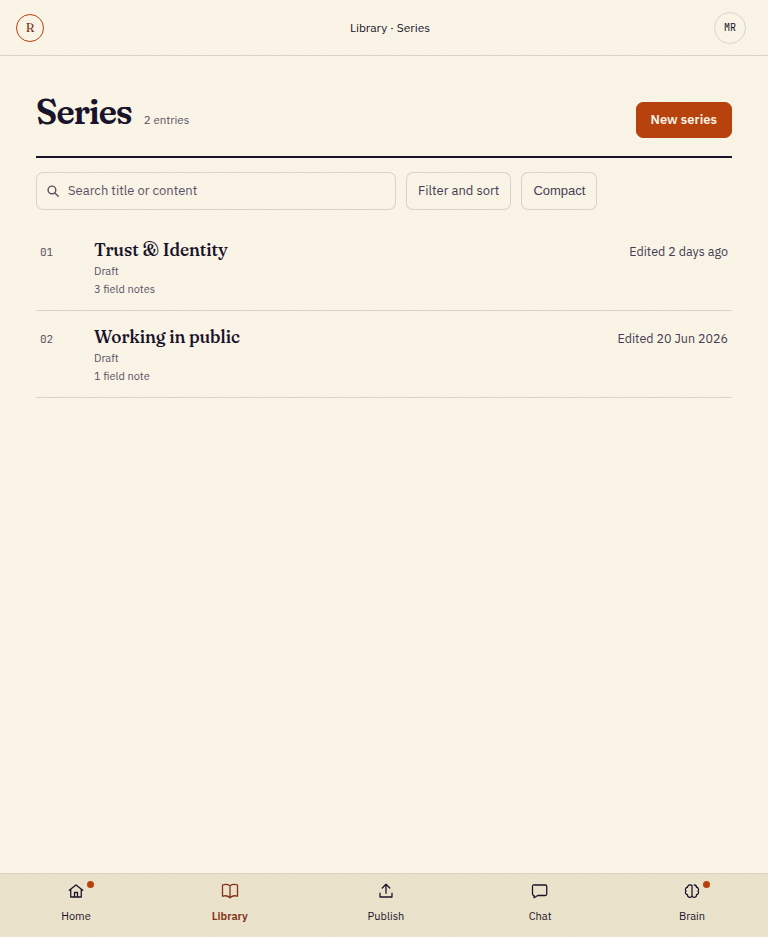 R
Library · Series
MR
Series
2 entries
New series
Search title or content
Filter and sort
Compact
01
Trust & Identity
Edited 2 days ago
Draft
3 field notes
02
Working in public
Edited 20 Jun 2026
Draft
1 field note
Home
Library
Publish
Chat
Brain